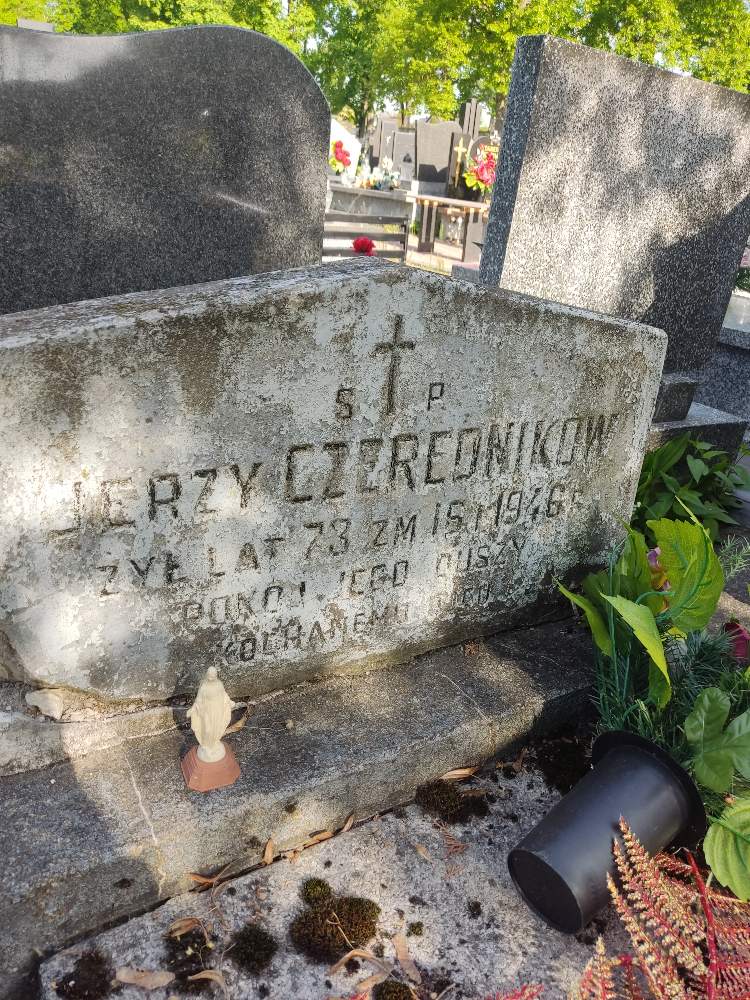 Ś P
JERZY CZEREDNIKOW
ŻYŁ LAT 73 ZM 15 I 1946 R
POKÓJ JEGO DUSZY
KOCHANEMU